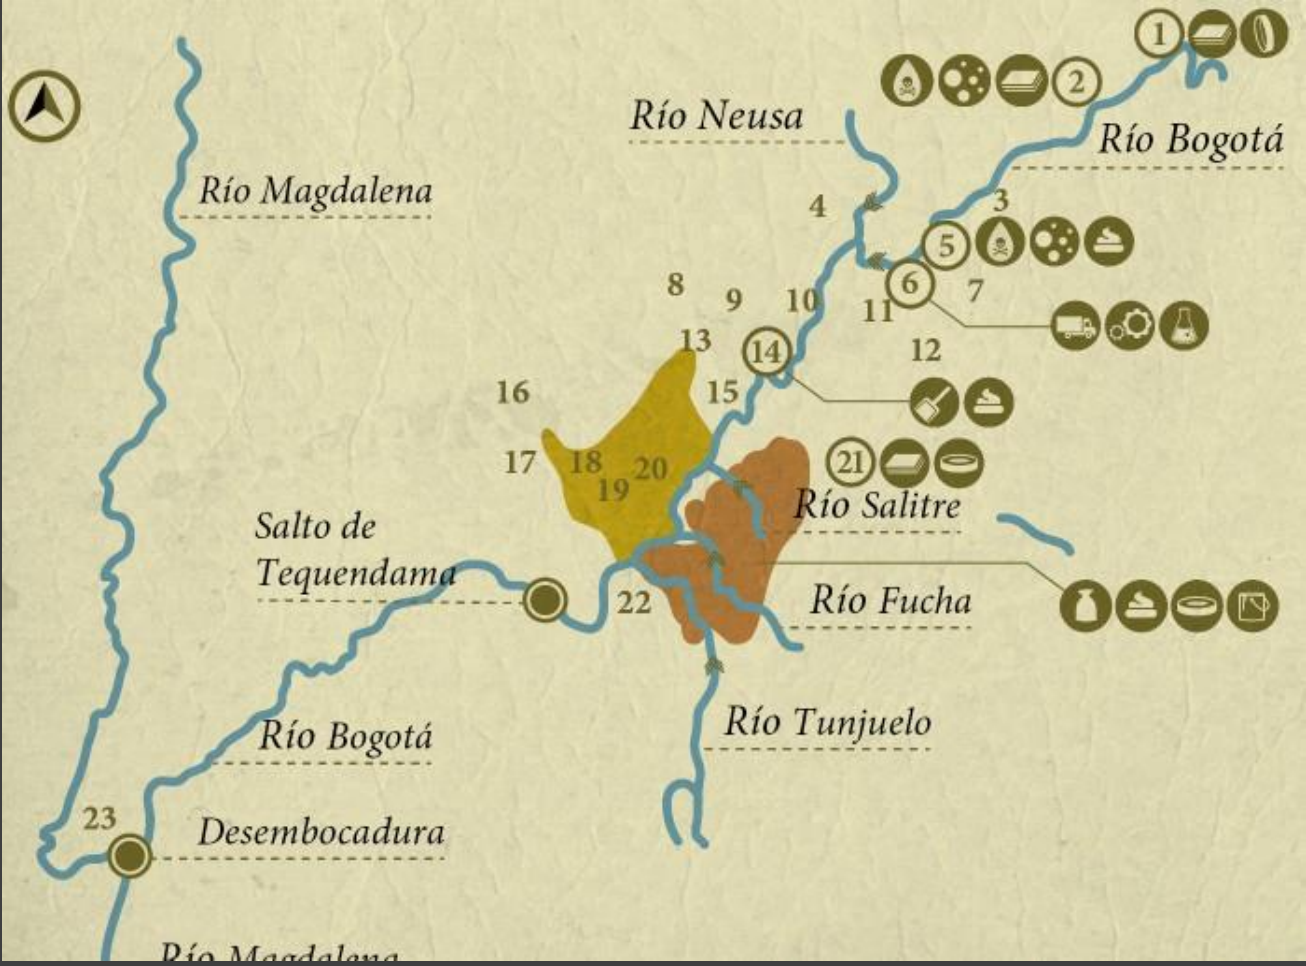 1
2
Río Neusa
Río Bogotá
Río Magdalena
3
4
5
6
7
8
9
10
11
12
13
14
15
16
17
18
19
20
21
Río Salitre
Salto de
Tequendama
22
Río Fucha
Río Tunjuelo
Río Bogotá
23
Desembocadura
Río Magdalena